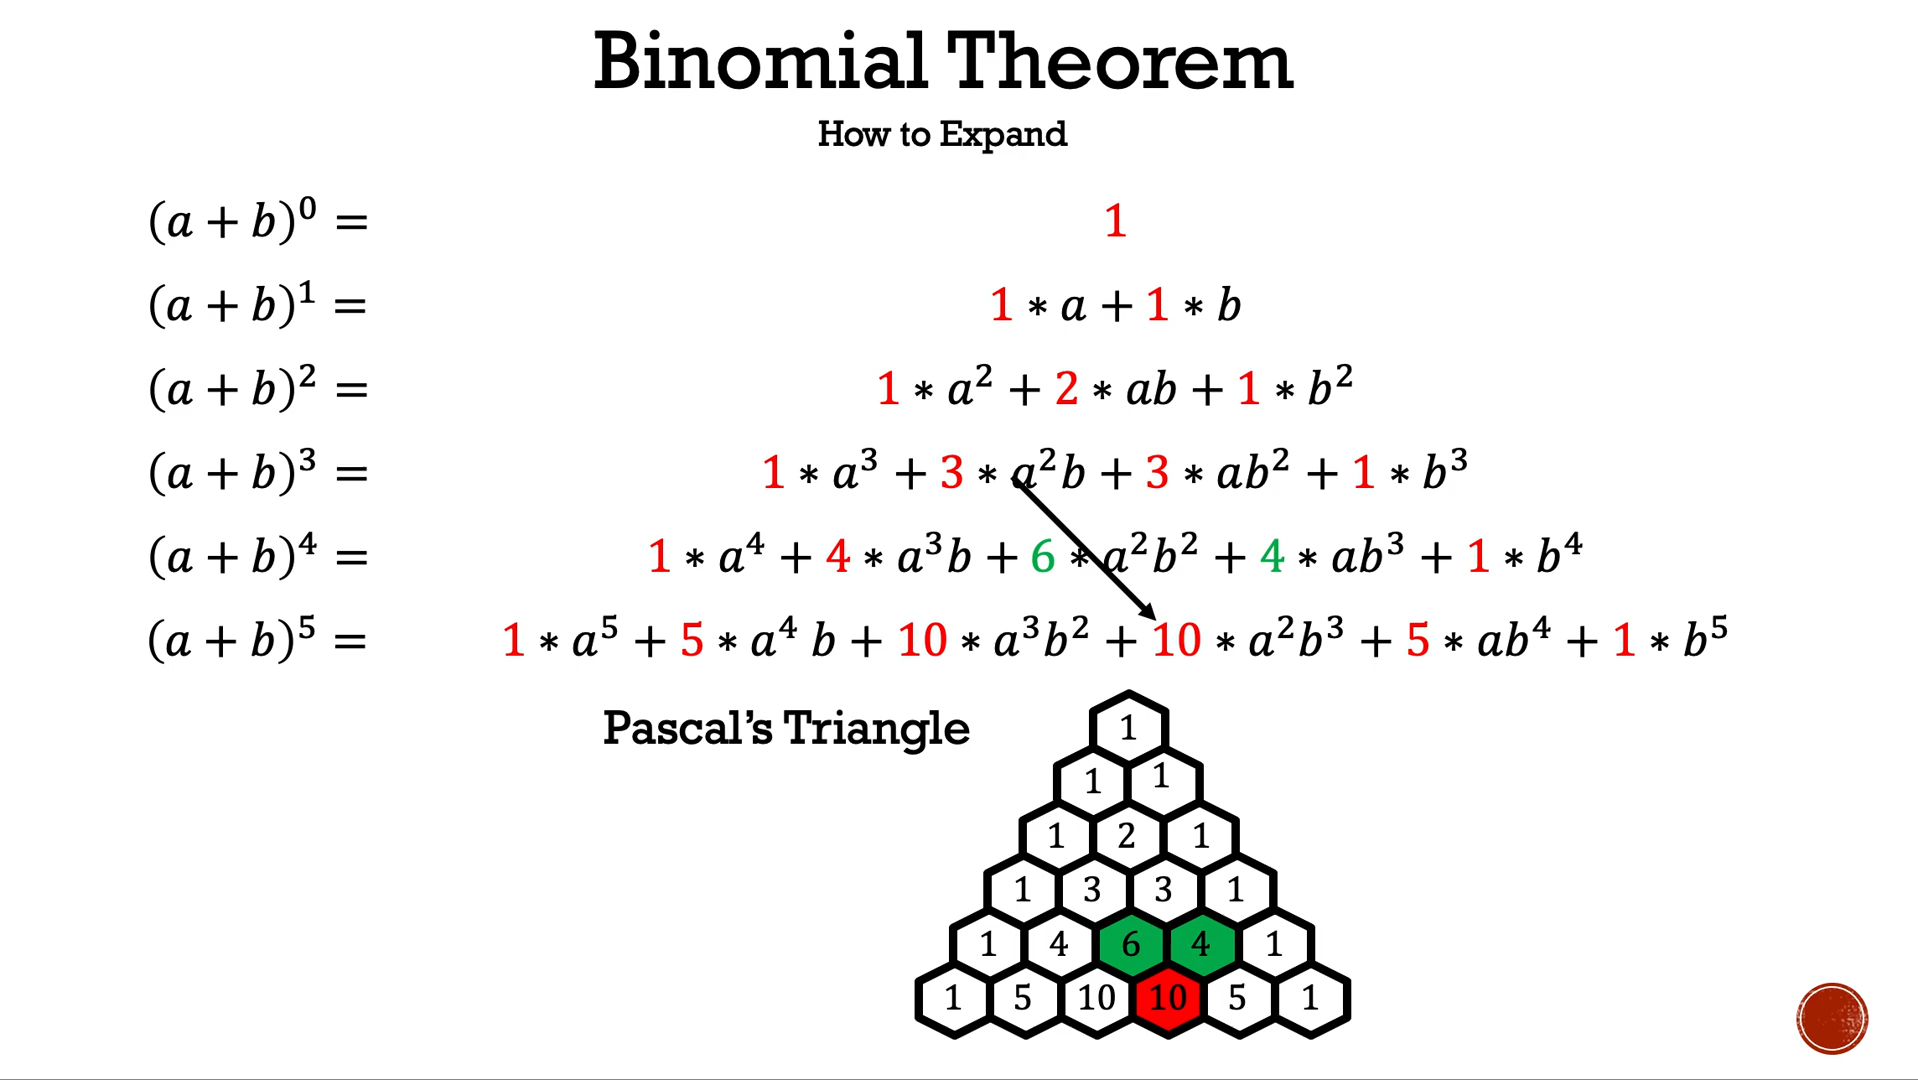 Binomial Theorem
How to Expand
(a + b)⁰ = 1
(a + b)¹ = 1 * a + 1 * b
(a + b)² = 1 * a² + 2 * ab + 1 * b²
(a + b)³ = 1 * a³ + 3 * a²b + 3 * ab² + 1 * b³
(a + b)⁴ = 1 * a⁴ + 4 * a³b + 6 * a²b² + 4 * ab³ + 1 * b⁴
(a + b)⁵ = 1 * a⁵ + 5 * a⁴ b + 10 * a³b² + 10 * a²b³ + 5 * ab⁴ + 1 * b⁵
Pascal's Triangle
1
1 1
1 2 1
1 3 3 1
1 4 6 4 1
1 5 10 10 5 1